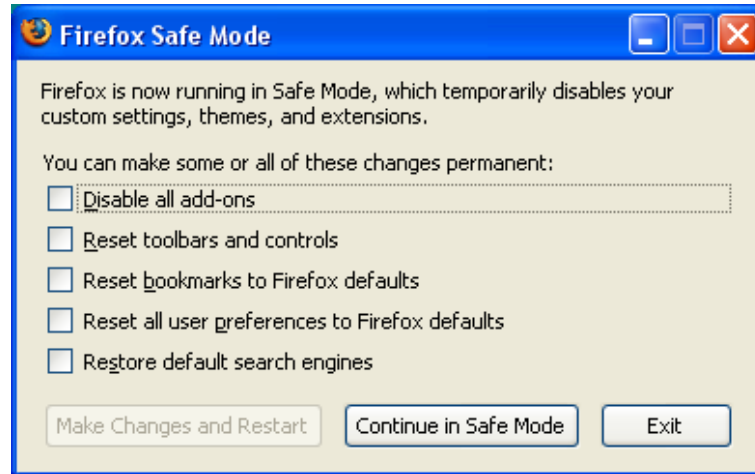 Firefox Safe Mode
Firefox is now running in Safe Mode, which temporarily disables your
custom settings, themes, and extensions.
You can make some or all of these changes permanent:
Disable all add-ons
Reset toolbars and controls
Reset bookmarks to Firefox defaults
Reset all user preferences to Firefox defaults
Restore default search engines
Make Changes and Restart Continue in Safe Mode Exit